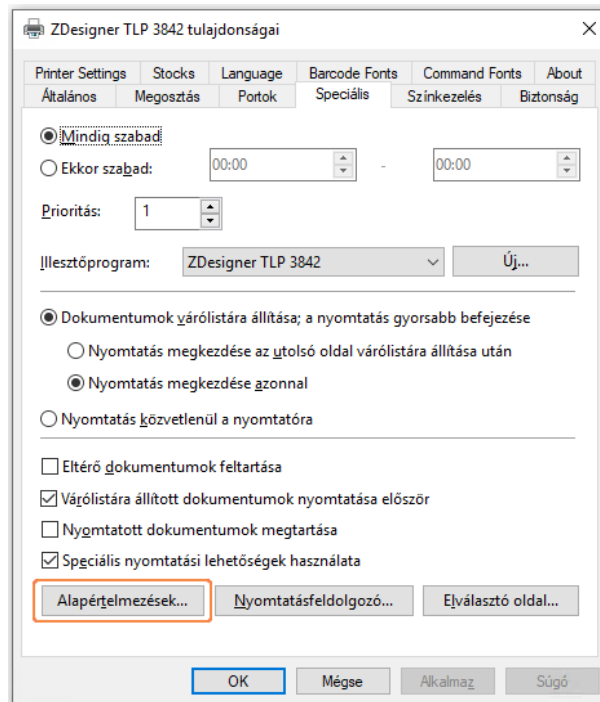 ZDesigner TLP 3842 tulajdonságai
Printer Settings Stocks Language Barcode Fonts Command Fonts About
Általános Megosztás Portok Speciális Színkezelés Biztonság
Mindig szabad
Ekkor szabad: 00:00 - 00:00
Prioritás: 1
Illesztőprogram: ZDesigner TLP 3842 Új...
Dokumentumok várólistára állítása; a nyomtatás gyorsabb befejezése
Nyomtatás megkezdése az utolsó oldal várólistára állítása után
Nyomtatás megkezdése azonnal
Nyomtatás közvetlenül a nyomtatóra
Eltérő dokumentumok feltartása
Várólistára állított dokumentumok nyomtatása először
Nyomtatott dokumentumok megtartása
Speciális nyomtatási lehetőségek használata
Alapértelmezések... Nyomtatásfeldolgozó... Elválasztó oldal...
OK Mégse Alkalmaz Súgó